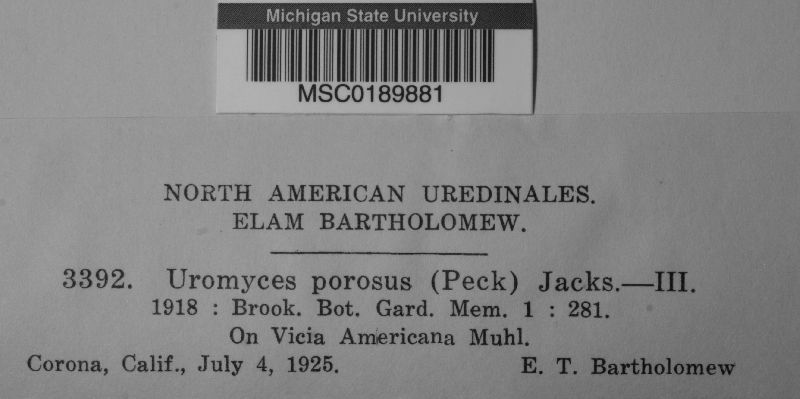 Michigan State University
MSC0189881
NORTH AMERICAN UREDINALES.
ELAM BARTHOLOMEW.
3392. Uromyces porosus (Peck) Jacks.—III.
1918 : Brook. Bot. Gard. Mem. 1 : 281.
On Vicia Americana Muhl.
Corona, Calif., July 4, 1925. E. T. Bartholomew